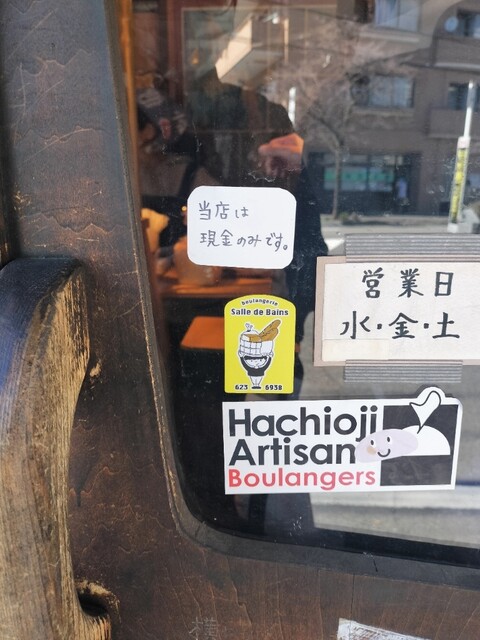 当店は
現金のみです。
営業日
水・金・土
boulangerie
Salle de Bains
623 693B
Hachioji
Artisan
Boulangers